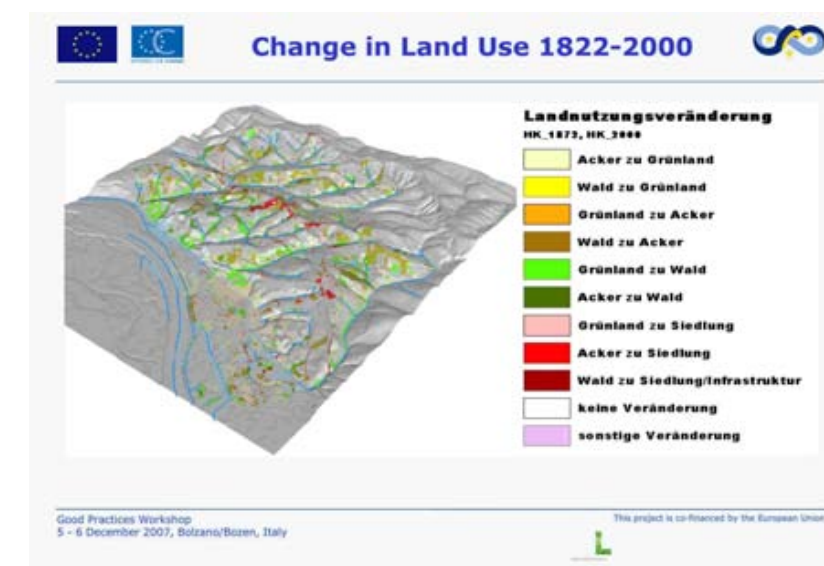 Change in Land Use 1822-2000
Landnutzungsveränderung
HK_1873, HK_2000
Acker zu Grünland
Wald zu Grünland
Grünland zu Acker
Wald zu Acker
Grünland zu Wald
Acker zu Wald
Grünland zu Siedlung
Acker zu Siedlung
Wald zu Siedlung/Infrastruktur
keine Veränderung
sonstige Veränderung
Good Practices Workshop
5 - 6 December 2007, Bolzano/Bozen, Italy
This project is co-financed by the European Union